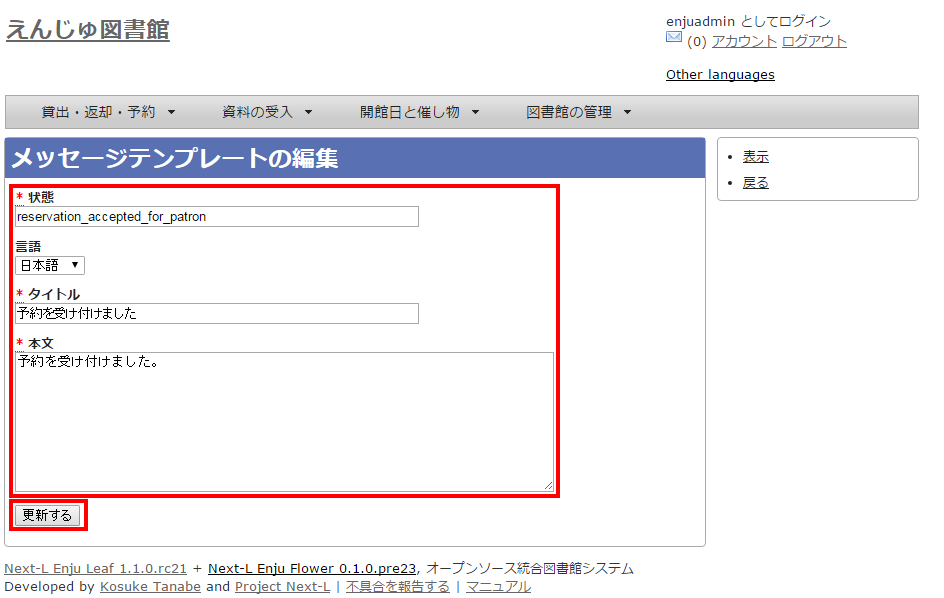 えんじゅ図書館
enjuadmin としてログイン
(0) アカウント ログアウト
Other languages
貸出・返却・予約 ▼ 資料の受入 ▼ 開館日と催し物 ▼ 図書館の管理 ▼
メッセージテンプレートの編集
* 状態
reservation_accepted_for_patron
言語
日本語 ▼
* タイトル
予約を受け付けました
* 本文
予約を受け付けました。
更新する
• 表示
• 戻る
Next-L Enju Leaf 1.1.0.rc21 + Next-L Enju Flower 0.1.0.pre23, オープンソース統合図書館システム
Developed by Kosuke Tanabe and Project Next-L | 不具合を報告する | マニュアル